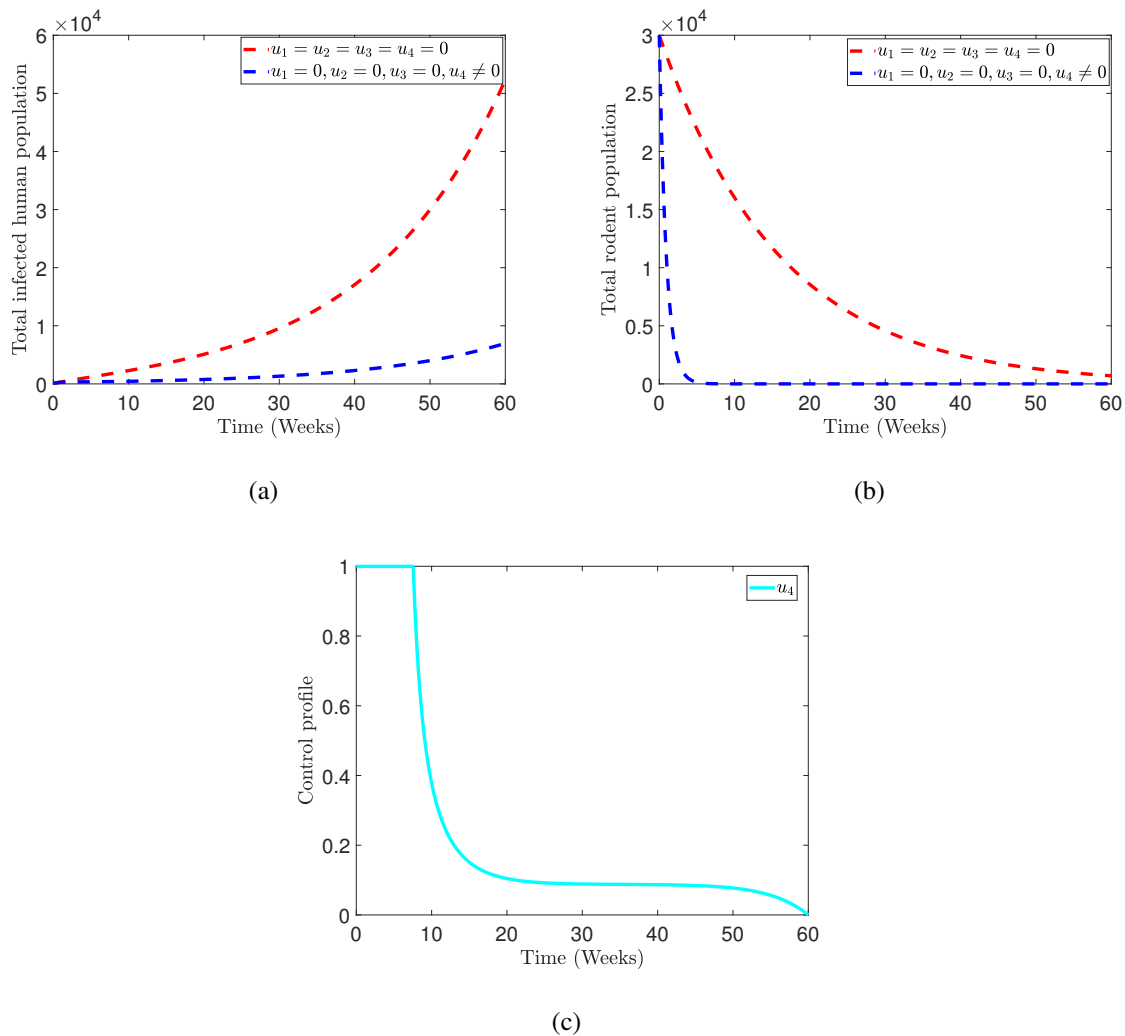 ×10⁴
6
5
4
3
2
1
0
0 10 20 30 40 50 60
Time (Weeks)
Total infected human population
u₁ = u₂ = u₃ = u₄ = 0
u₁ = 0, u₂ = 0, u₃ = 0, u₄ ≠ 0
(a)
×10⁴
3
2.5
2
1.5
1
0.5
0
0 10 20 30 40 50 60
Time (Weeks)
Total rodent population
u₁ = u₂ = u₃ = u₄ = 0
u₁ = 0, u₂ = 0, u₃ = 0, u₄ ≠ 0
(b)
1
0.8
0.6
0.4
0.2
0
0 10 20 30 40 50 60
Time (Weeks)
Control profile
u₄
(c)